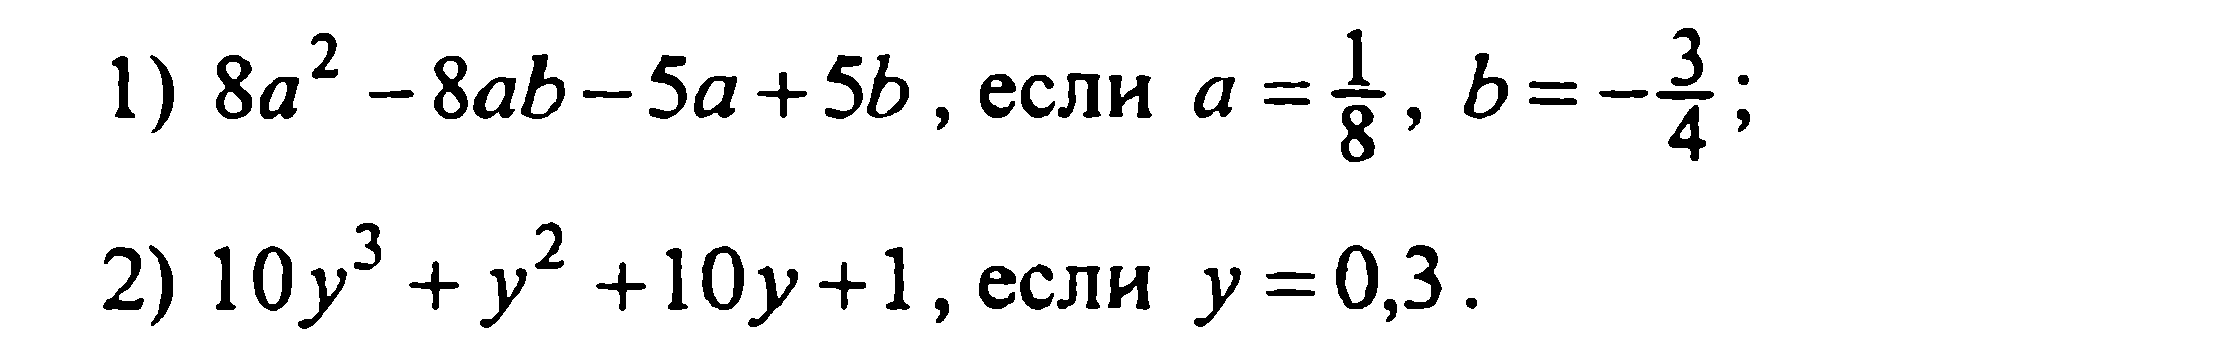 1) 8a² − 8ab − 5a + 5b, если a = 1/8, b = −3/4;
2) 10y³ + y² + 10y + 1, если y = 0,3.